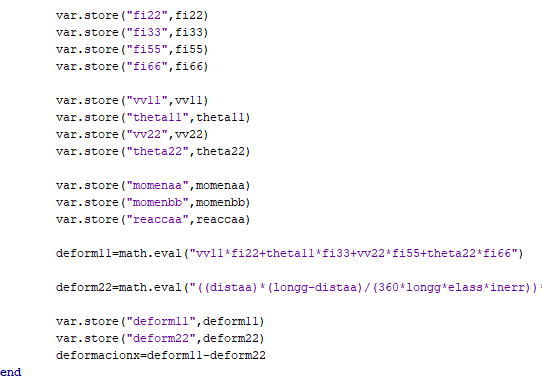 var.store("fi22",fi22)
var.store("fi33",fi33)
var.store("fi55",fi55)
var.store("fi66",fi66)
var.store("vv11",vv11)
var.store("theta11",theta11)
var.store("vv22",vv22)
var.store("theta22",theta22)
var.store("momenaa",momenaa)
var.store("momenbb",momenbb)
var.store("reaccaa",reaccaa)
deform11=math.eval("vv11*fi22+theta11*fi33+vv22*fi55+theta22*fi66")
deform22=math.eval("((distaa)*(longg-distaa)/(360*longg*elass*inerr))*
var.store("deform11",deform11)
var.store("deform22",deform22)
deformacionx=deform11-deform22
end